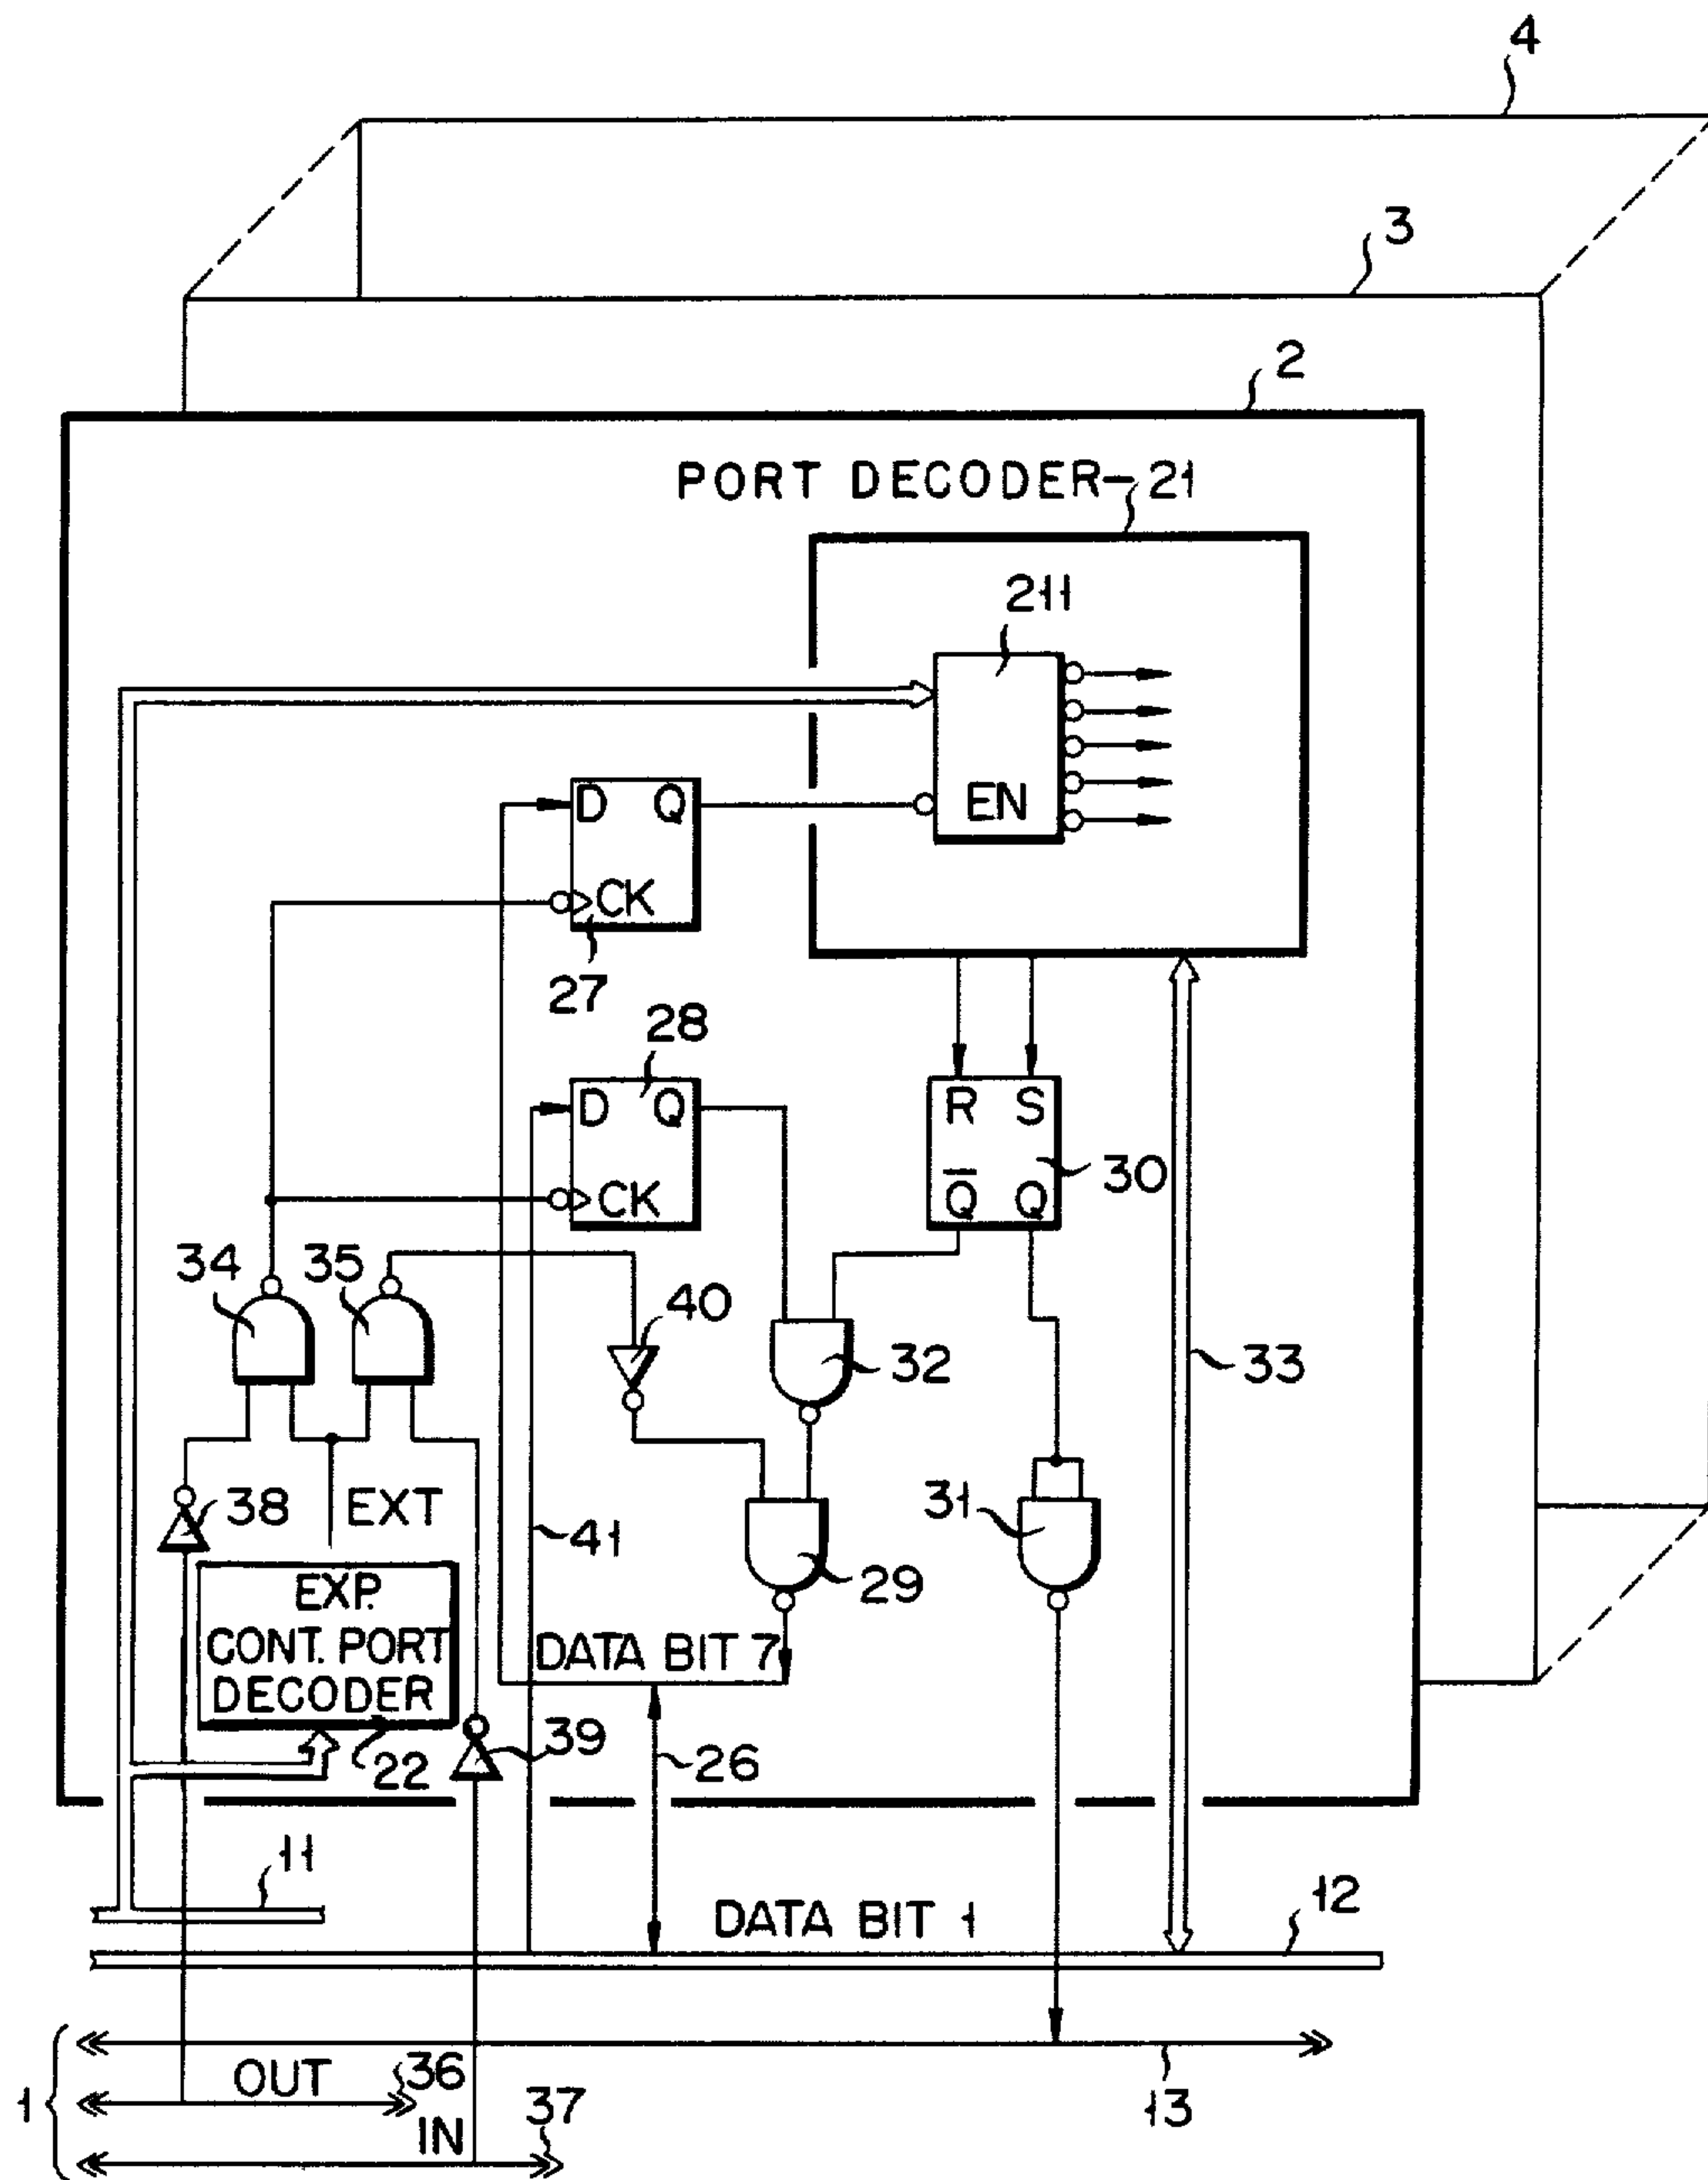 4
3
2
PORT DECODER 21
211
D Q
EN
CK
27
28
D Q
R S
30
CK
Q̅ Q
34 35
40
32
33
38 EXT
31
41
29
EXP.
CONT. PORT
DECODER
DATA BIT 7
39
22
26
11
DATA BIT 1
12
OUT 36
13
1
IN 37